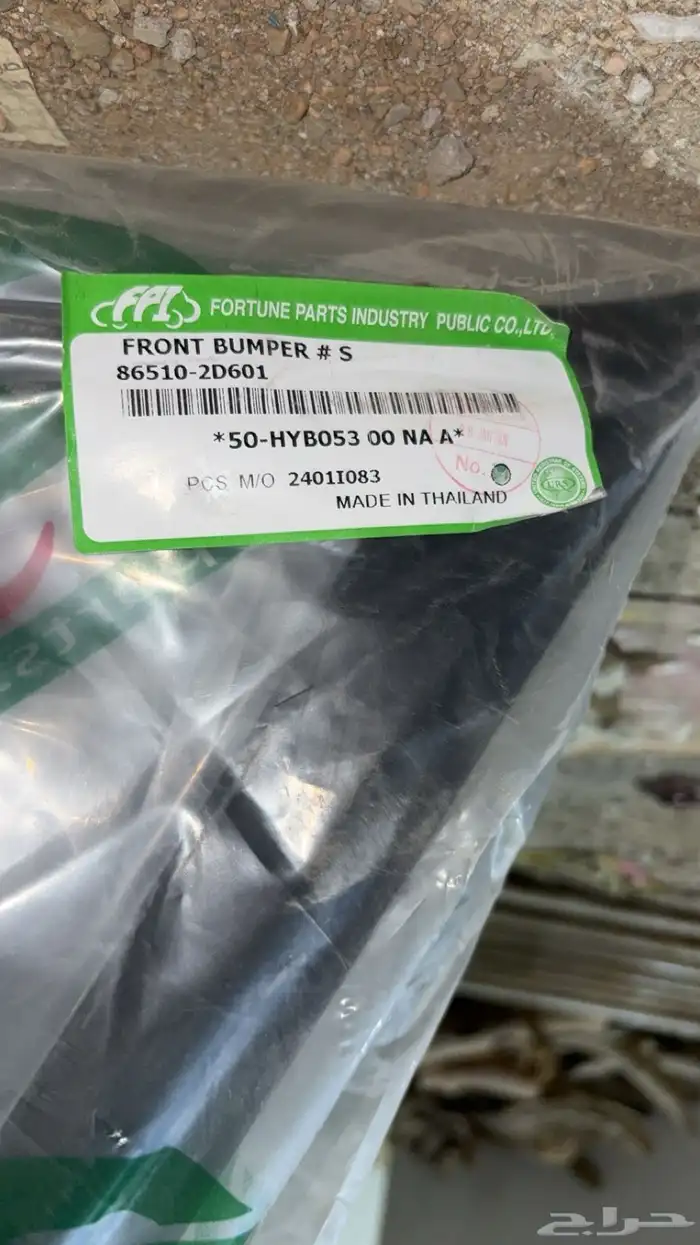 FPI FORTUNE PARTS INDUSTRY PUBLIC CO.,LTD.
FRONT BUMPER # S
86510-2D601
*50-HYB053 00 NA A*
No.
PCS M/O 2401I083
MADE IN THAILAND
حراج